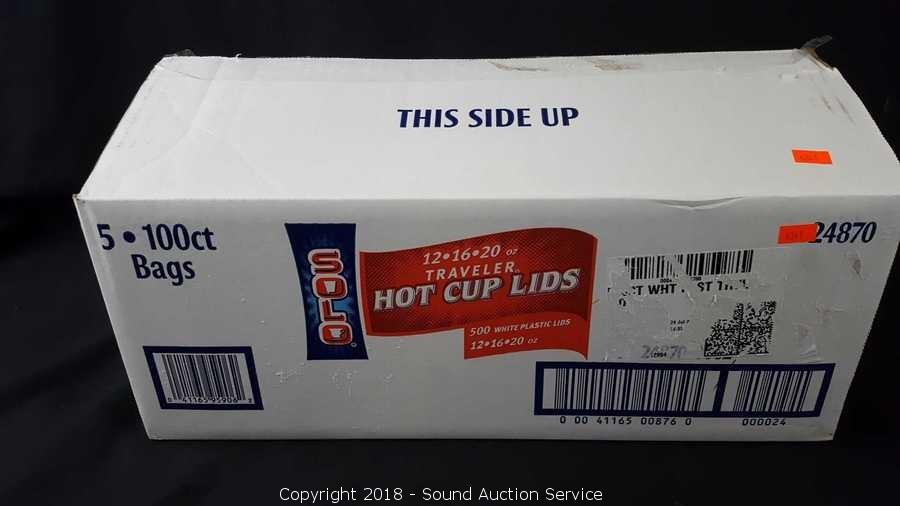 THIS SIDE UP
5 • 100ct
Bags
SOLO
12•16•20 oz
TRAVELER
HOT CUP LIDS
500 WHITE PLASTIC LIDS
12•16•20 oz
24870
WHT
24870
0 00 41165 00876 0
000024
Copyright 2018 - Sound Auction Service